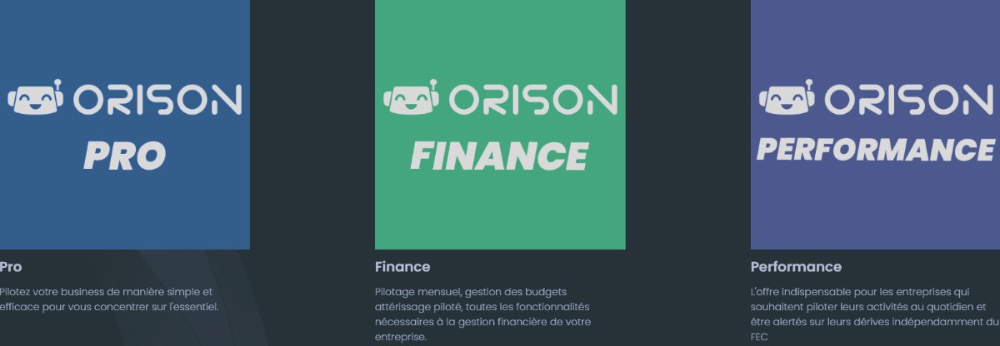 ORISON
PRO
ORISON
FINANCE
ORISON
PERFORMANCE
Pro
Pilotez votre business de manière simple et
efficace pour vous concentrer sur l'essentiel.
Finance
Pilotage mensuel, gestion des budgets
attérissage piloté, toutes les fonctionnalités
nécessaires à la gestion financière de votre
entreprise.
Performance
L'offre indispensable pour les entreprises qui
souhaitent piloter leurs activités au quotidien et
être alertés sur leurs dérives indépendamment du
FEC